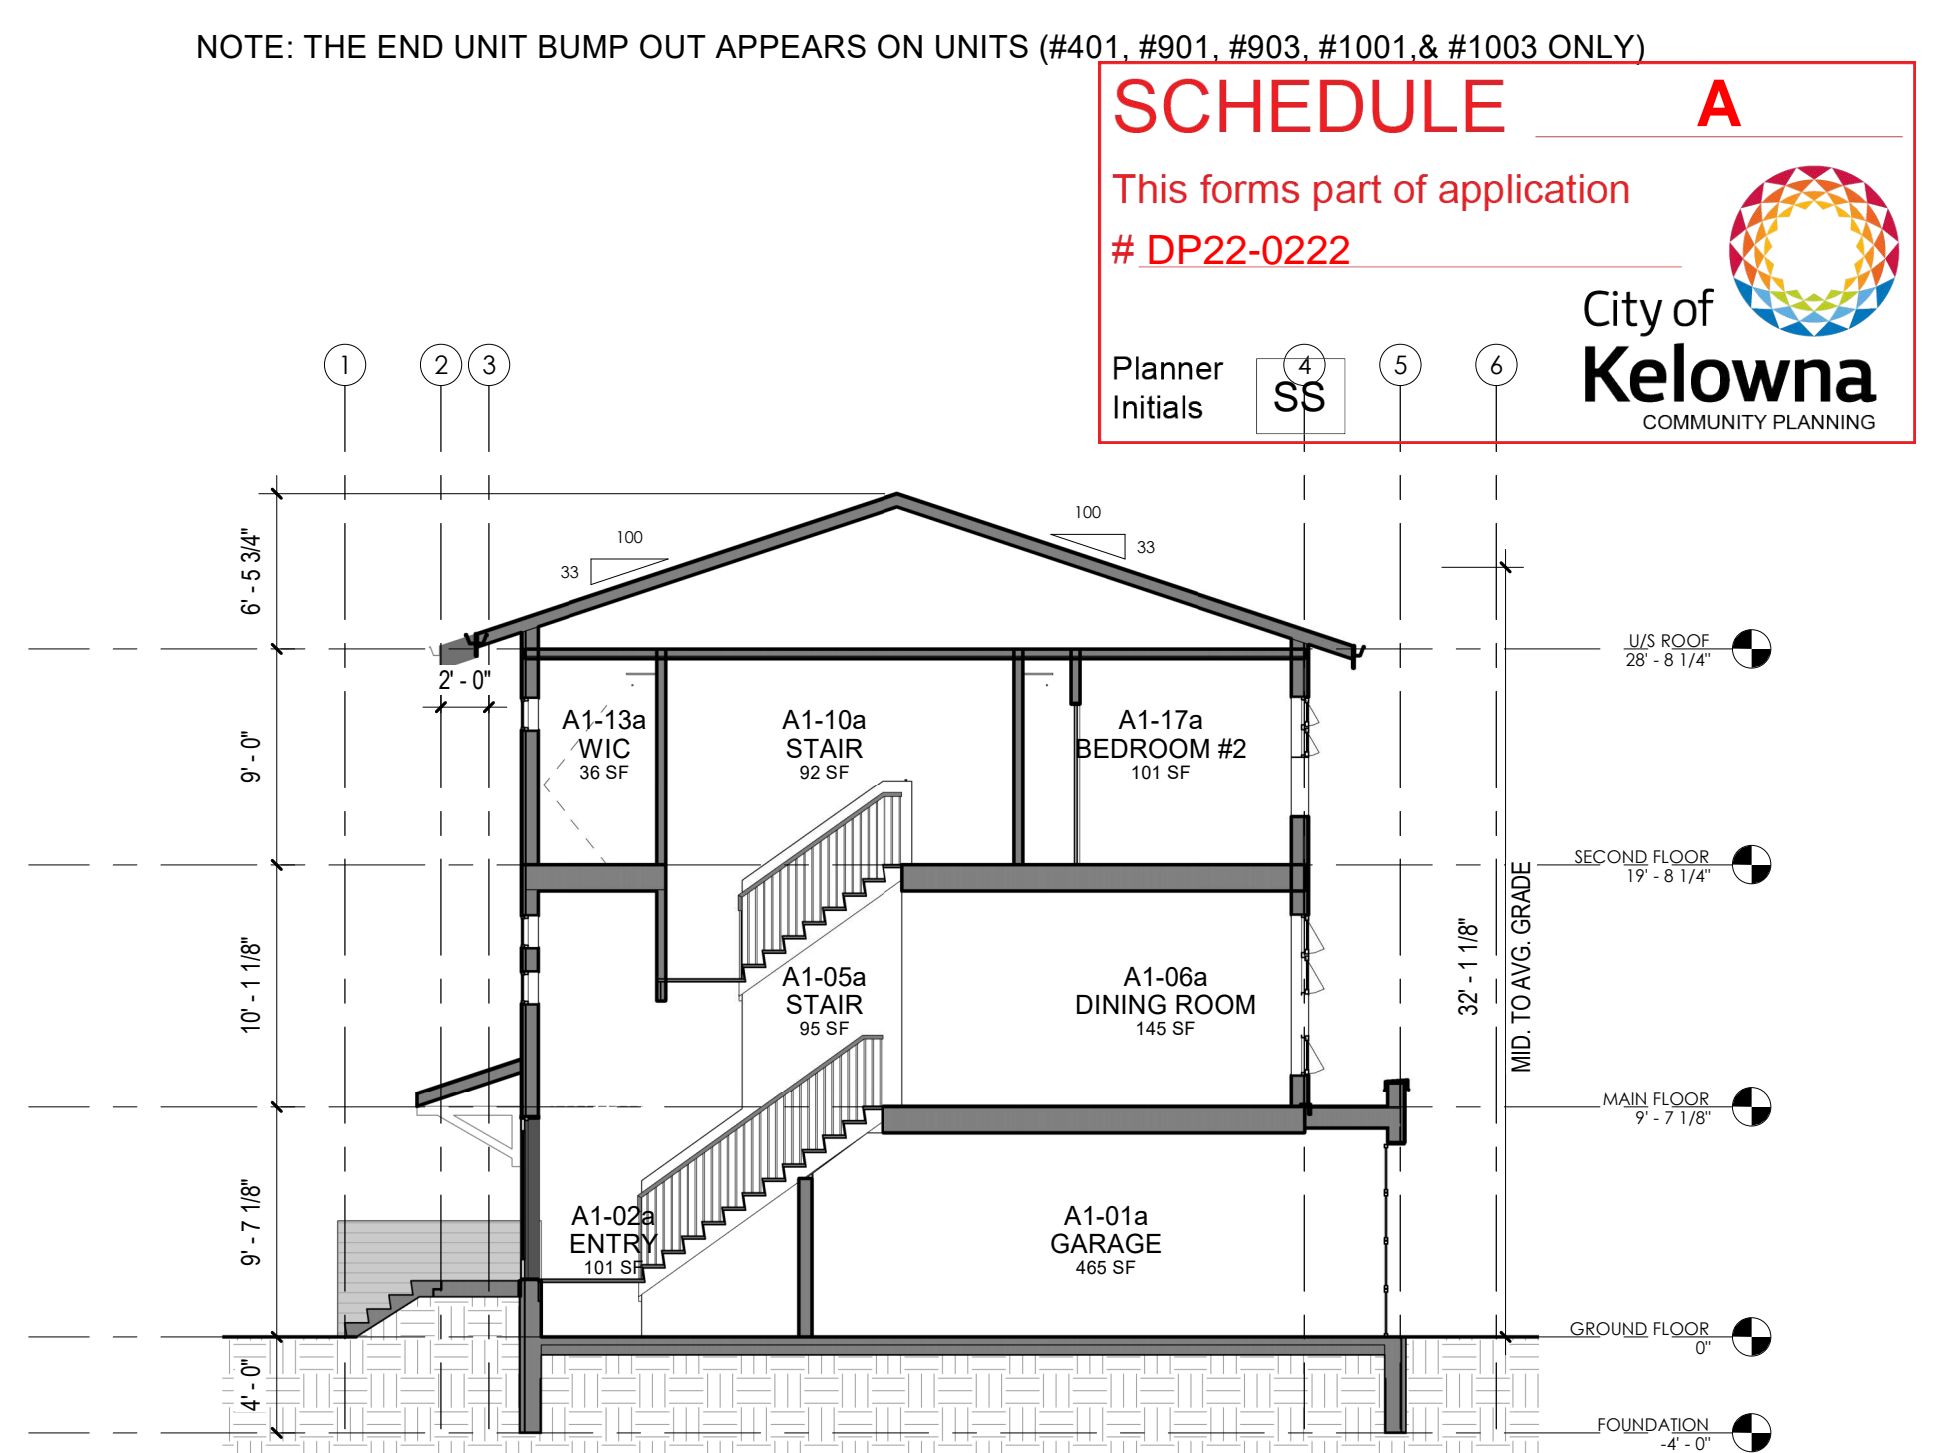 NOTE: THE END UNIT BUMP OUT APPEARS ON UNITS (#401, #901, #903, #1001,& #1003 ONLY)
SCHEDULE A
This forms part of application
# DP22-0222
City of
Kelowna
COMMUNITY PLANNING
Planner
Initials
SS
1
2
3
4
5
6
6' - 5 3/4"
100
33
100
33
U/S ROOF
28' - 8 1/4"
2' - 0"
9' - 0"
A1-13a
WIC
36 SF
A1-10a
STAIR
92 SF
A1-17a
BEDROOM #2
101 SF
SECOND FLOOR
19' - 8 1/4"
10' - 1 1/8"
A1-05a
STAIR
95 SF
A1-06a
DINING ROOM
145 SF
32' - 1 1/8"
MID. TO AVG. GRADE
MAIN FLOOR
9' - 7 1/8"
9' - 7 1/8"
A1-02a
ENTRY
101 SF
A1-01a
GARAGE
465 SF
GROUND FLOOR
0"
4' - 0"
FOUNDATION
-4' - 0"